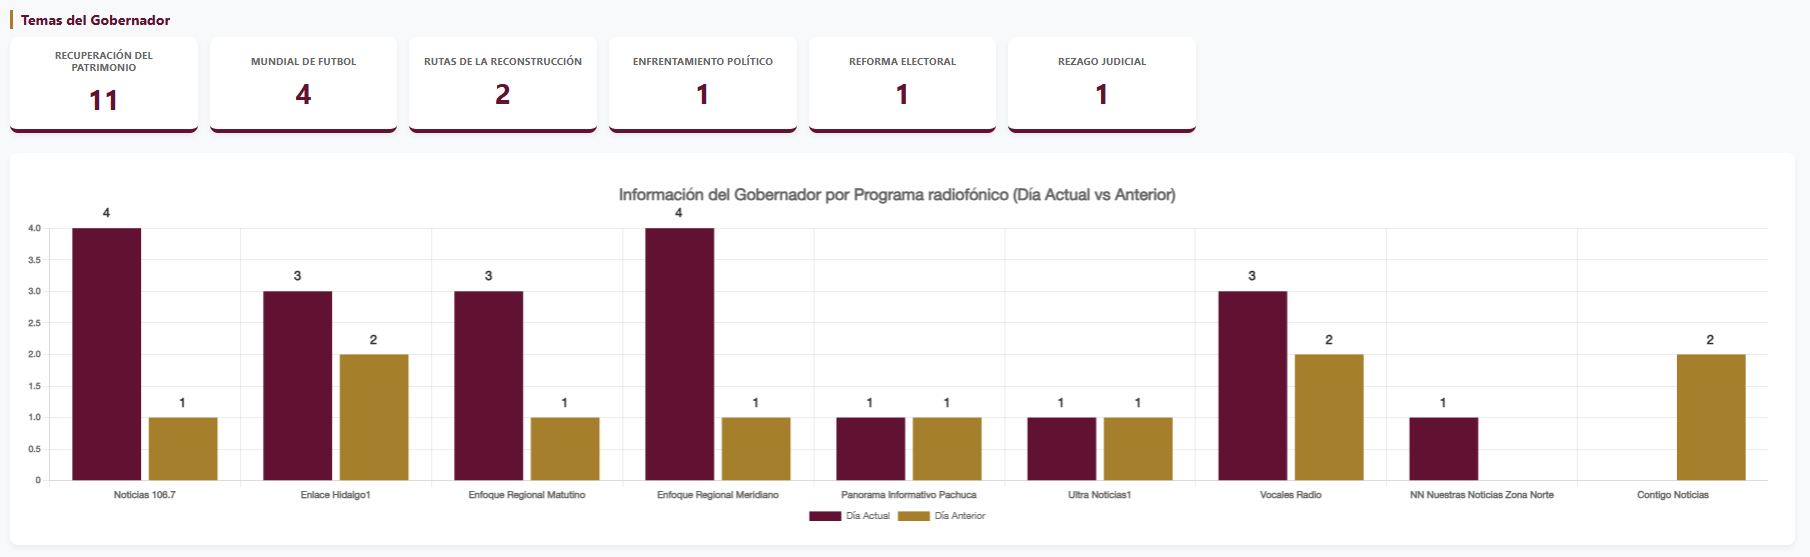 Temas del Gobernador
RECUPERACIÓN DEL
PATRIMONIO
11
MUNDIAL DE FUTBOL
4
RUTAS DE LA RECONSTRUCCIÓN
2
ENFRENTAMIENTO POLÍTICO
1
REFORMA ELECTORAL
1
REZAGO JUDICIAL
1
Información del Gobernador por Programa radiofónico (Día Actual vs Anterior)
4.0
3.5
3.0
2.5
2.0
1.5
1.0
0.5
0
4 1 3 2 3 1 4 1 1 1 1 1 3 2 1 2
Noticias 106.7 Enlace Hidalgo1 Enfoque Regional Matutino Enfoque Regional Meridiano Panorama Informativo Pachuca Ultra Noticias1 Vocales Radio NN Nuestras Noticias Zona Norte Contigo Noticias
Día Actual Día Anterior